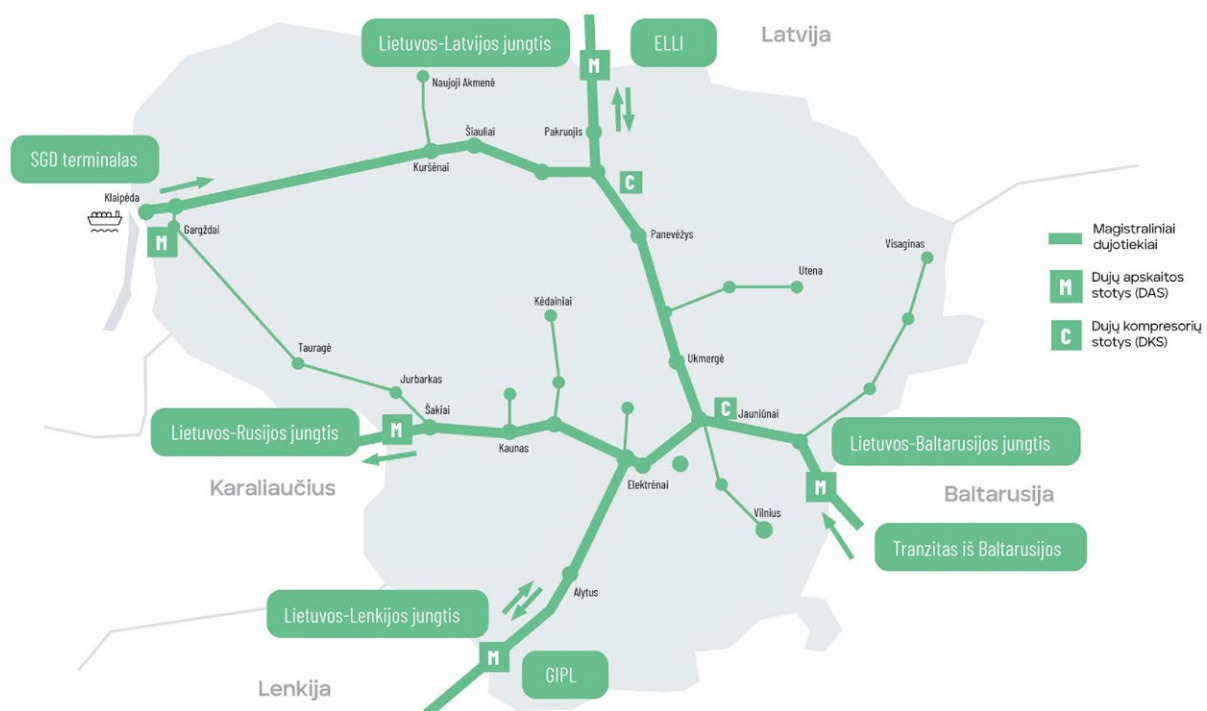 Lietuvos-Latvijos jungtis
ELLI
Latvija
M
Naujoji Akmenė
Pakruojis
Šiauliai
Kuršėnai
SGD terminalas
C
Klaipėda
Gargždai
M
Panevėžys
Visaginas
Utena
Magistraliniai
dujotiekiai
M
Dujų apskaitos
stotys (DAS)
C
Dujų kompresorių
stotys (DKS)
Kėdainiai
Tauragė
Ukmergė
Jurbarkas
Šakiai
C
Jauniūnai
Lietuvos-Rusijos jungtis
M
Kaunas
Lietuvos-Baltarusijos jungtis
Elektrėnai
Karaliaučius
M
Baltarusija
Vilnius
Tranzitas iš Baltarusijos
Alytus
Lietuvos-Lenkijos jungtis
M
GIPL
Lenkija